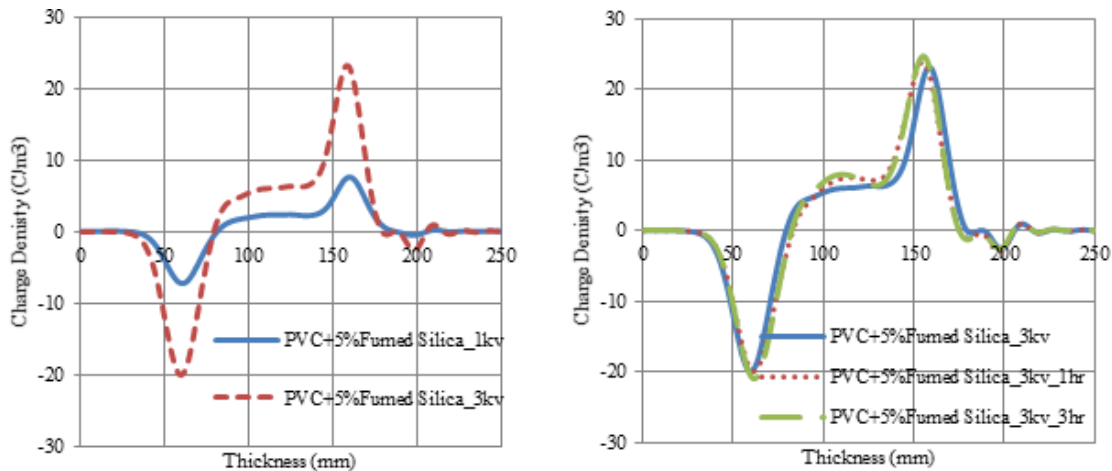 30
20
10
0
-10
-20
-30
0
50
100
150
200
250
Charge Denisty (C/m3)
Thickness (mm)
PVC+5%Fumed Silica_1kv
PVC+5%Fumed Silica_3kv
30
20
10
0
-10
-20
-30
0
50
100
150
200
250
Charge Denisty (C/m3)
Thickness (mm)
PVC+5%Fumed Silica_3kv
PVC+5%Fumed Silica_3kv_1hr
PVC+5%Fumed Silica_3kv_3hr